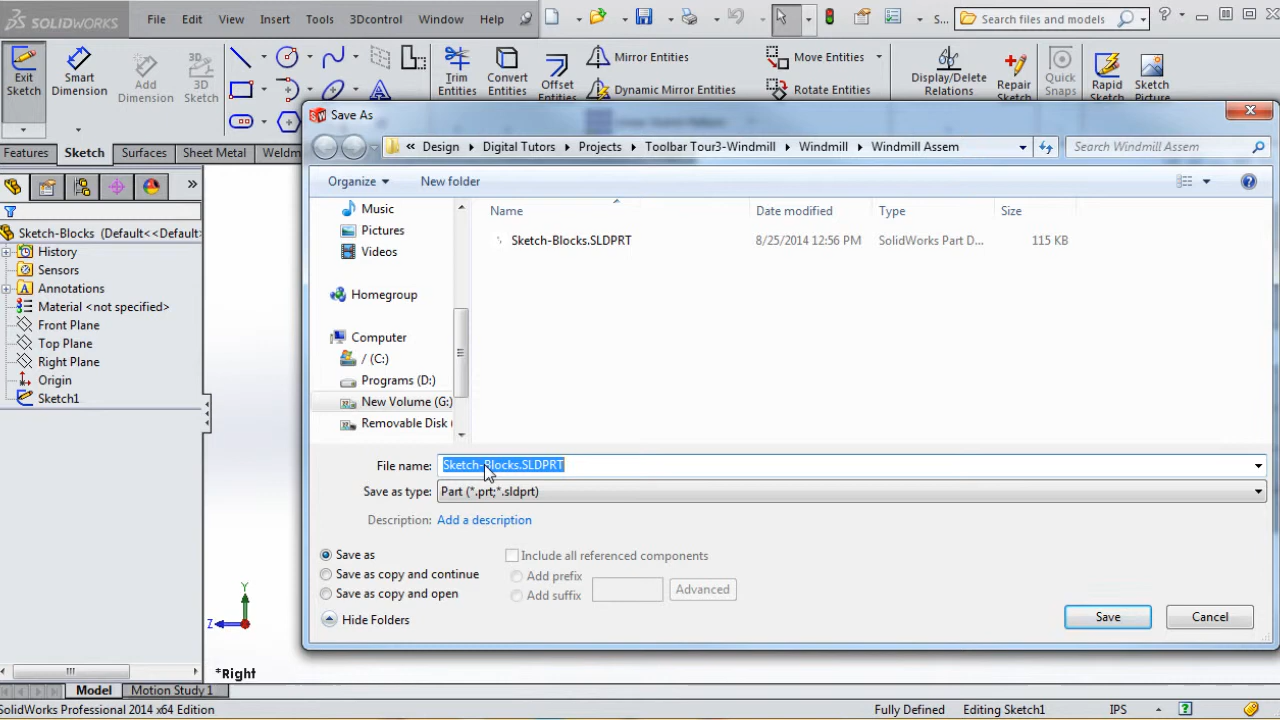 SOLIDWORKS File Edit View Insert Tools 3Dcontrol Window Help S... Search files and models
Exit Sketch Smart Dimension Add Dimension 3D Sketch Trim Entities Convert Entities Offset Entities Mirror Entities Dynamic Mirror Entities Move Entities Rotate Entities Display/Delete Relations Repair Sketch Quick Snaps Rapid Sketch Sketch Picture
Features Sketch Surfaces Sheet Metal Weldm
Save As
« Design Digital Tutors Projects Toolbar Tour3-Windmill Windmill Windmill Assem Search Windmill Assem
Organize New folder
Name Date modified Type Size
Sketch-Blocks.SLDPRT 8/25/2014 12:56 PM SolidWorks Part D... 115 KB
Music
Pictures
Videos
Homegroup
Computer
/ (C:)
Programs (D:)
New Volume (G:)
Removable Disk (
File name: Sketch-Blocks.SLDPRT
Save as type: Part (*.prt;*.sldprt)
Description: Add a description
Save as
Save as copy and continue
Save as copy and open
Include all referenced components
Add prefix
Add suffix
Advanced
Hide Folders
Save Cancel
Sketch-Blocks (Default<<Default>
History
Sensors
Annotations
Material <not specified>
Front Plane
Top Plane
Right Plane
Origin
Sketch1
Y
Z
*Right
Model Motion Study 1
SolidWorks Professional 2014 x64 Edition Fully Defined Editing Sketch1 IPS